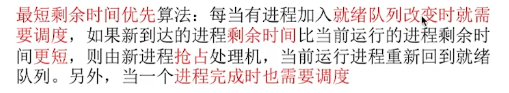 最短剩余时间优先算法：每当有进程加入就绪队列改变时就需
要调度，如果新到达的进程剩余时间比当前运行的进程剩余时
间更短，则由新进程抢占处理机，当前运行进程重新回到就绪
队列。另外，当一个进程完成时也需要调度